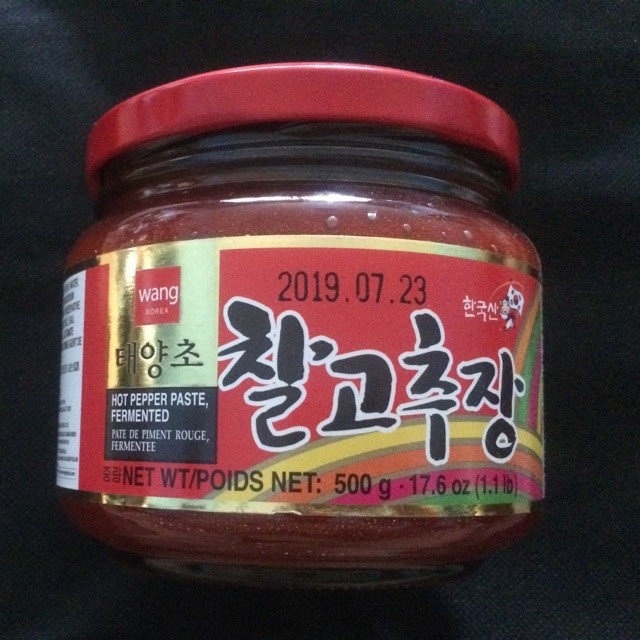 2019.07.23
wang
KOREA
한국산
태양초
찰고추장
HOT PEPPER PASTE,
FERMENTED
PATE DE PIMENT ROUGE,
FERMENTEE
중량 NET WT/POIDS NET: 500 g · 17.6 oz (1.1 lb)